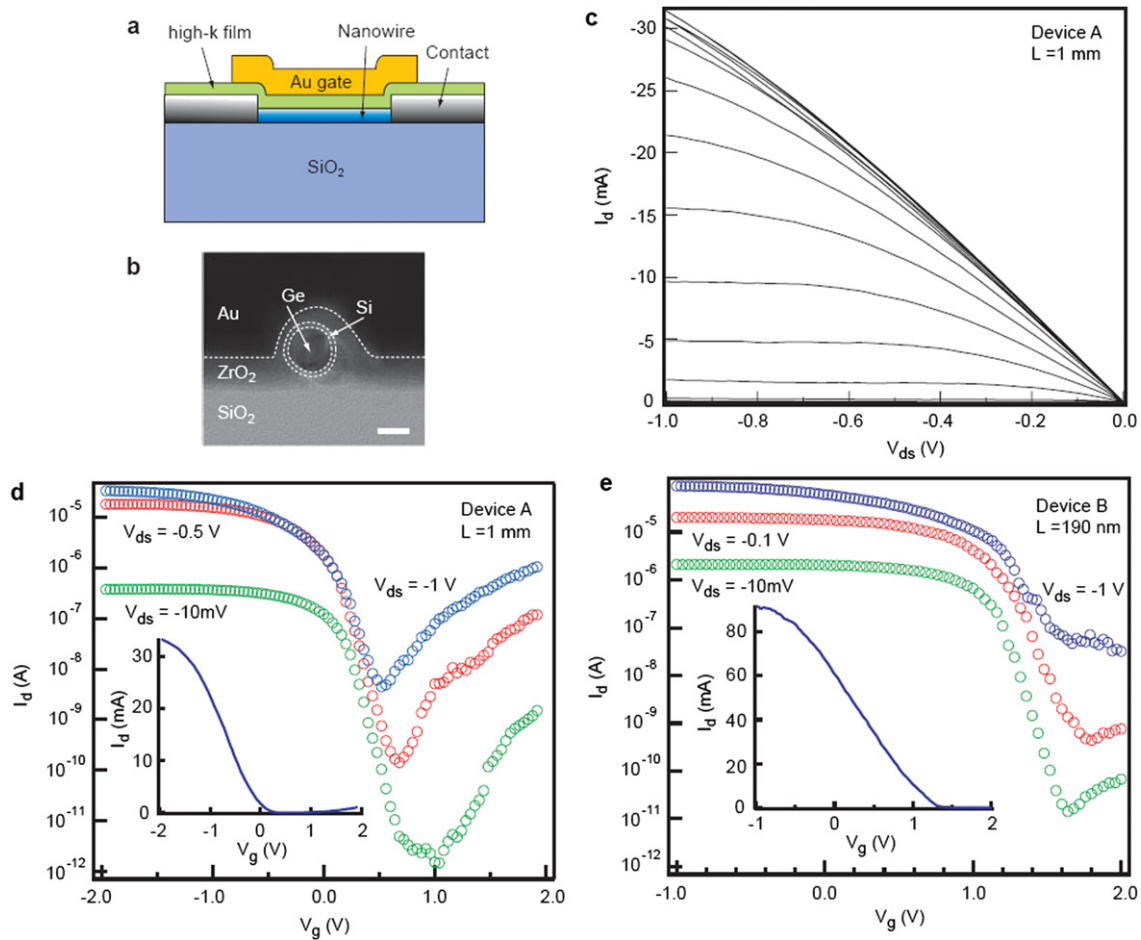 a
high-k film
Nanowire
Contact
Au gate
SiO2
b
Ge
Si
Au
ZrO2
SiO2
c
Device A
L =1 mm
-30
-25
-20
-15
-10
-5
0
Id (mA)
-1.0
-0.8
-0.6
-0.4
-0.2
0.0
Vds (V)
d
Device A
L =1 mm
Vds = -0.5 V
Vds = -1 V
Vds = -10mV
10-5
10-6
10-7
10-8
10-9
10-10
10-11
10-12
Id (A)
-2.0
-1.0
0.0
1.0
2.0
Vg (V)
30
20
10
0
Id (mA)
-2
-1
0
1
2
Vg (V)
e
Device B
L =190 nm
Vds = -0.1 V
Vds = -1 V
Vds = -10mV
10-5
10-6
10-7
10-8
10-9
10-10
10-11
10-12
Id (A)
-1.0
0.0
1.0
2.0
Vg (V)
80
60
40
20
0
Id (mA)
-1
0
1
2
Vg (V)